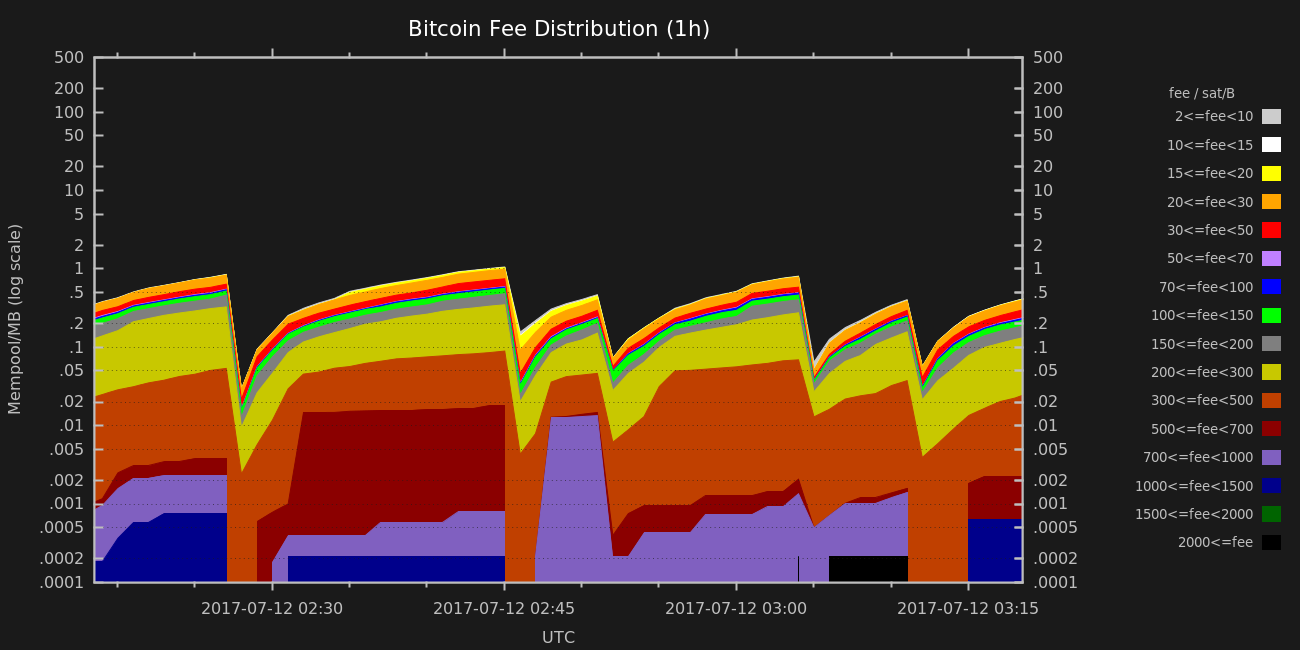 Bitcoin Fee Distribution (1h)
500 500
200 200
100 100
50 50
20 20
10 10
5 5
2 2
1 1
.5 .5
.2 .2
.1 .1
.05 .05
.02 .02
.01 .01
.005 .005
.002 .002
.001 .001
.0005 .0005
.0002 .0002
.0001 .0001
Mempool/MB (log scale)
2017-07-12 02:30 2017-07-12 02:45 2017-07-12 03:00 2017-07-12 03:15
UTC
fee / sat/B
2<=fee<10
10<=fee<15
15<=fee<20
20<=fee<30
30<=fee<50
50<=fee<70
70<=fee<100
100<=fee<150
150<=fee<200
200<=fee<300
300<=fee<500
500<=fee<700
700<=fee<1000
1000<=fee<1500
1500<=fee<2000
2000<=fee